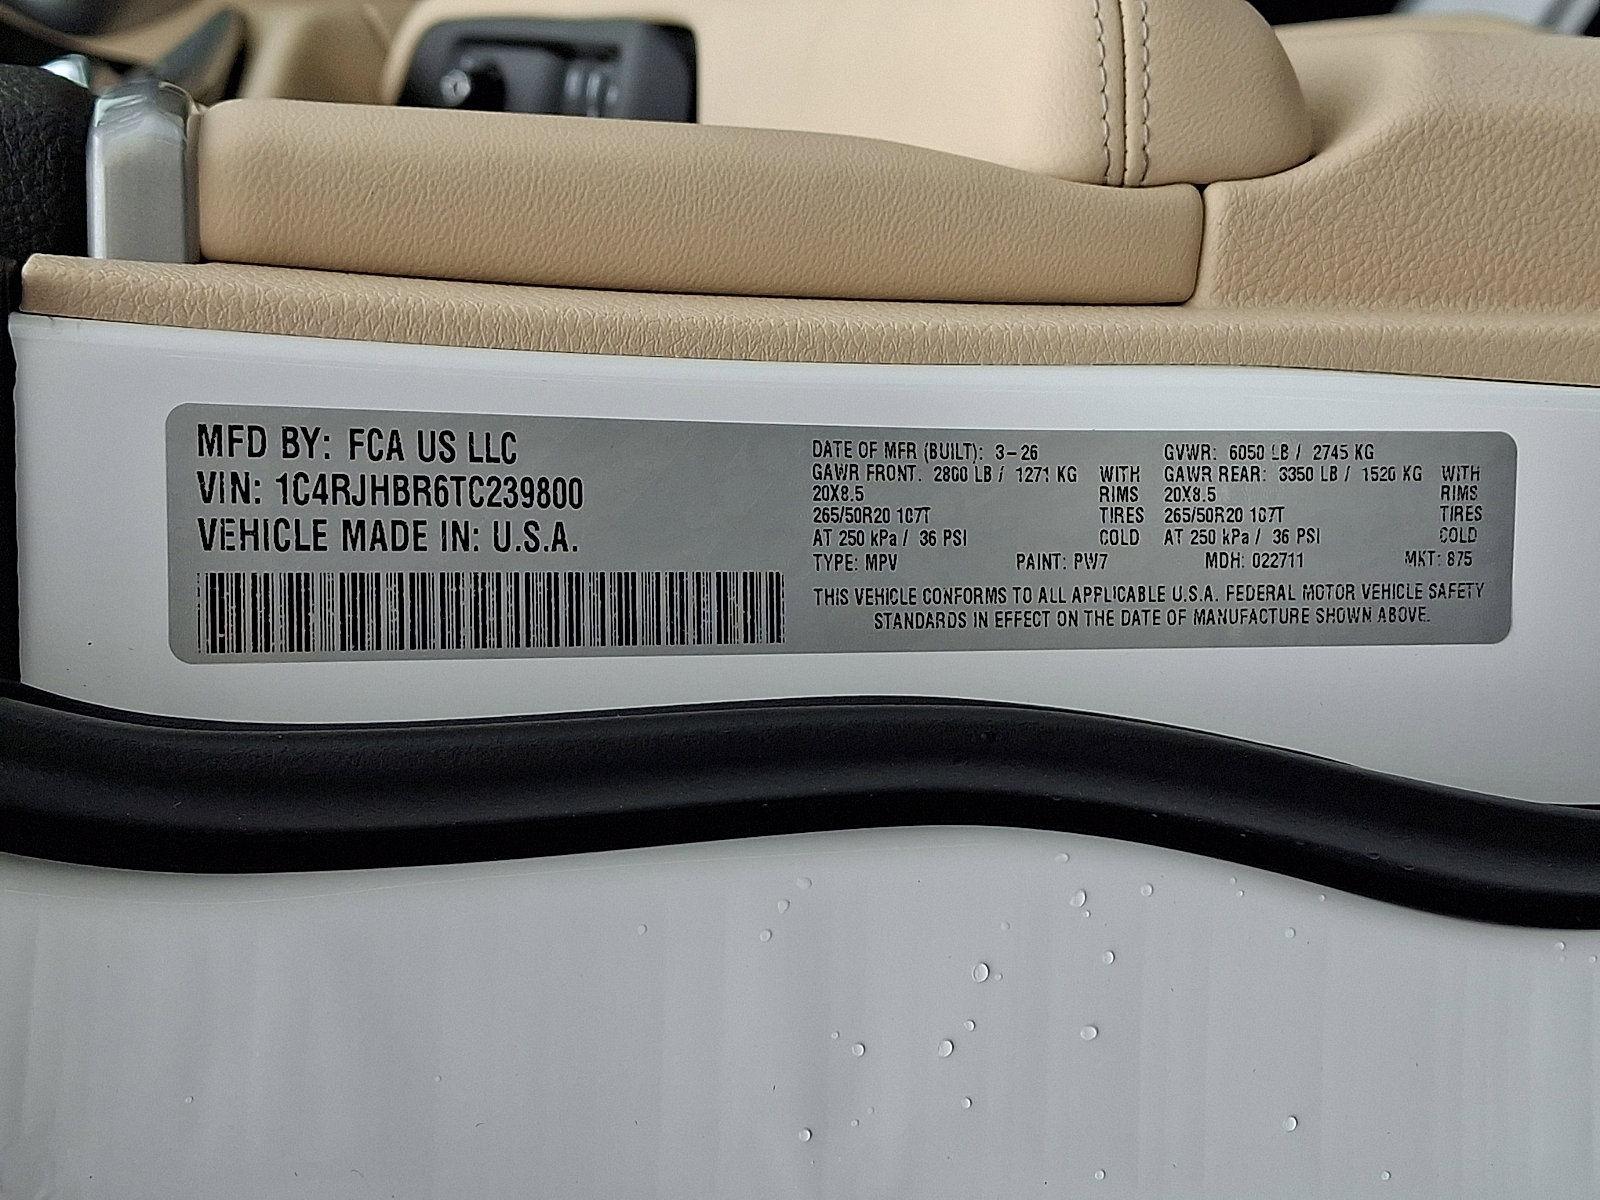 MFD BY: FCA US LLC
VIN: 1C4RJHBR6TC239800
VEHICLE MADE IN: U.S.A.
DATE OF MFR (BUILT): 3-26
GAWR FRONT: 2800 LB / 1271 KG WITH
20X8.5 RIMS
265/50R20 107T TIRES
AT 250 kPa / 36 PSI COLD
GVWR: 6050 LB / 2745 KG
GAWR REAR: 3350 LB / 1520 KG WITH
20X8.5 RIMS
265/50R20 107T TIRES
AT 250 kPa / 36 PSI COLD
TYPE: MPV PAINT: PW7 MDH: 022711 MKT: 875
THIS VEHICLE CONFORMS TO ALL APPLICABLE U.S.A. FEDERAL MOTOR VEHICLE SAFETY
STANDARDS IN EFFECT ON THE DATE OF MANUFACTURE SHOWN ABOVE.